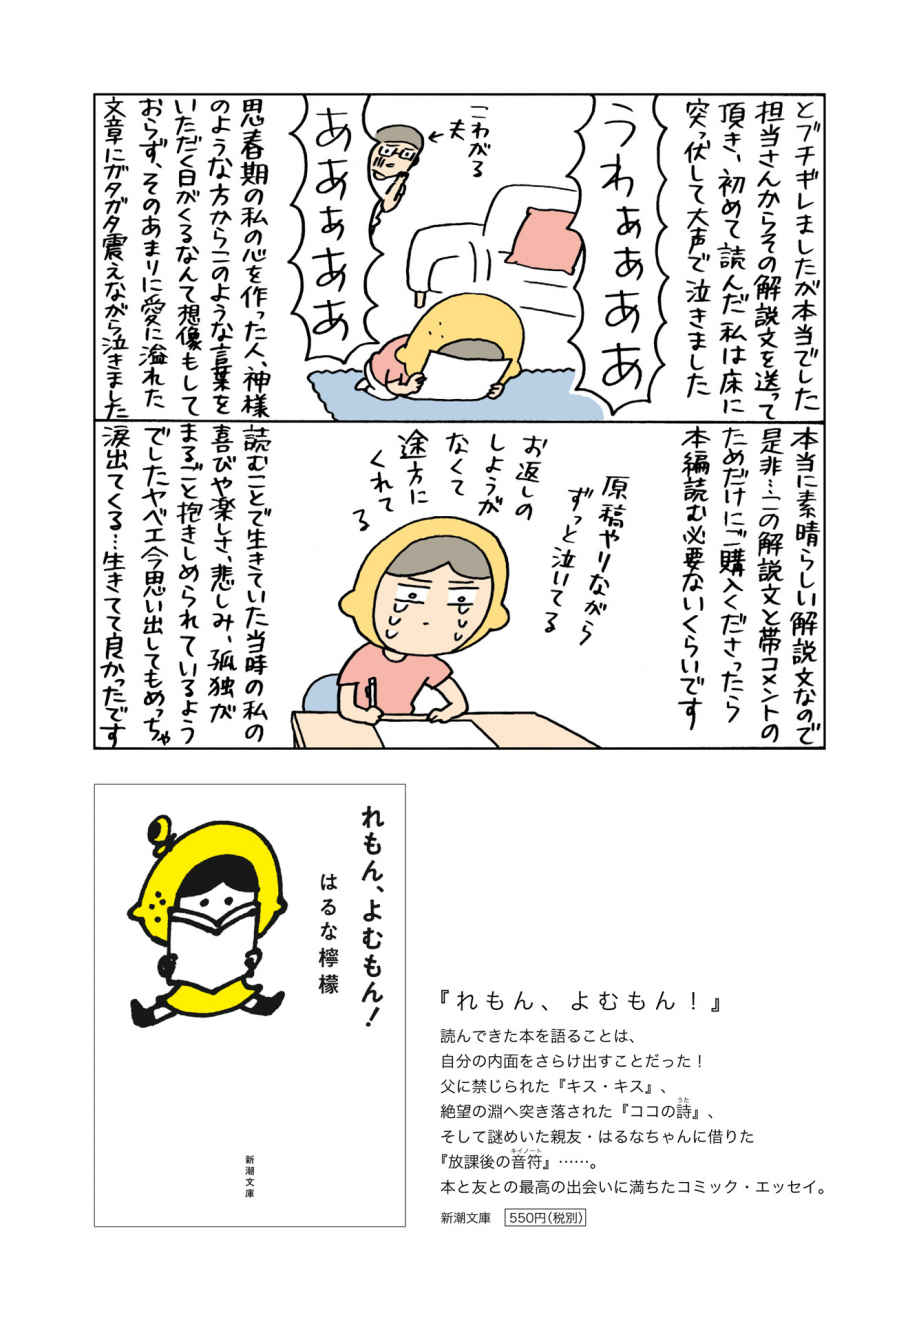 とブチギレましたが本当でした
担当さんからその解説文を送って
頂き、初めて読んだ私は床に
突っ伏して大声で泣きました
うわぁぁぁあ
こわがる
夫
ああぁぁああ
思春期の私の心を作った人、神様
のような方からこのような言葉を
いただく日がくるなんて想像もして
おらず、そのあまりに愛に溢れた
文章にガタガタ震えながら泣きました
本当に素晴らしい解説文なので
是非…この解説文と帯コメントの
ためだけにご購入くださったら
本編読む必要ないくらいです
原稿やりながら
ずっと泣いてる
お返しの
しようが
なくて
途方に
くれて
る
読むことで生きていた当時の私の
喜びや楽しさ、悲しみ、孤独が
まるごと抱きしめられているよう
でしたヤベエ今思い出してもめっちゃ
涙出てくる…生きてて良かったです
れもん、よむもん!
はるな檸檬
新潮文庫
『れもん、よむもん!』
読んできた本を語ることは、
自分の内面をさらけ出すことだった!
父に禁じられた『キス・キス』、
絶望の淵へ突き落された『ココの詩』、
うた
そして謎めいた親友・はるなちゃんに借りた
『放課後の音符』……。
キイノート
本と友との最高の出会いに満ちたコミック・エッセイ。
新潮文庫 550円(税別)